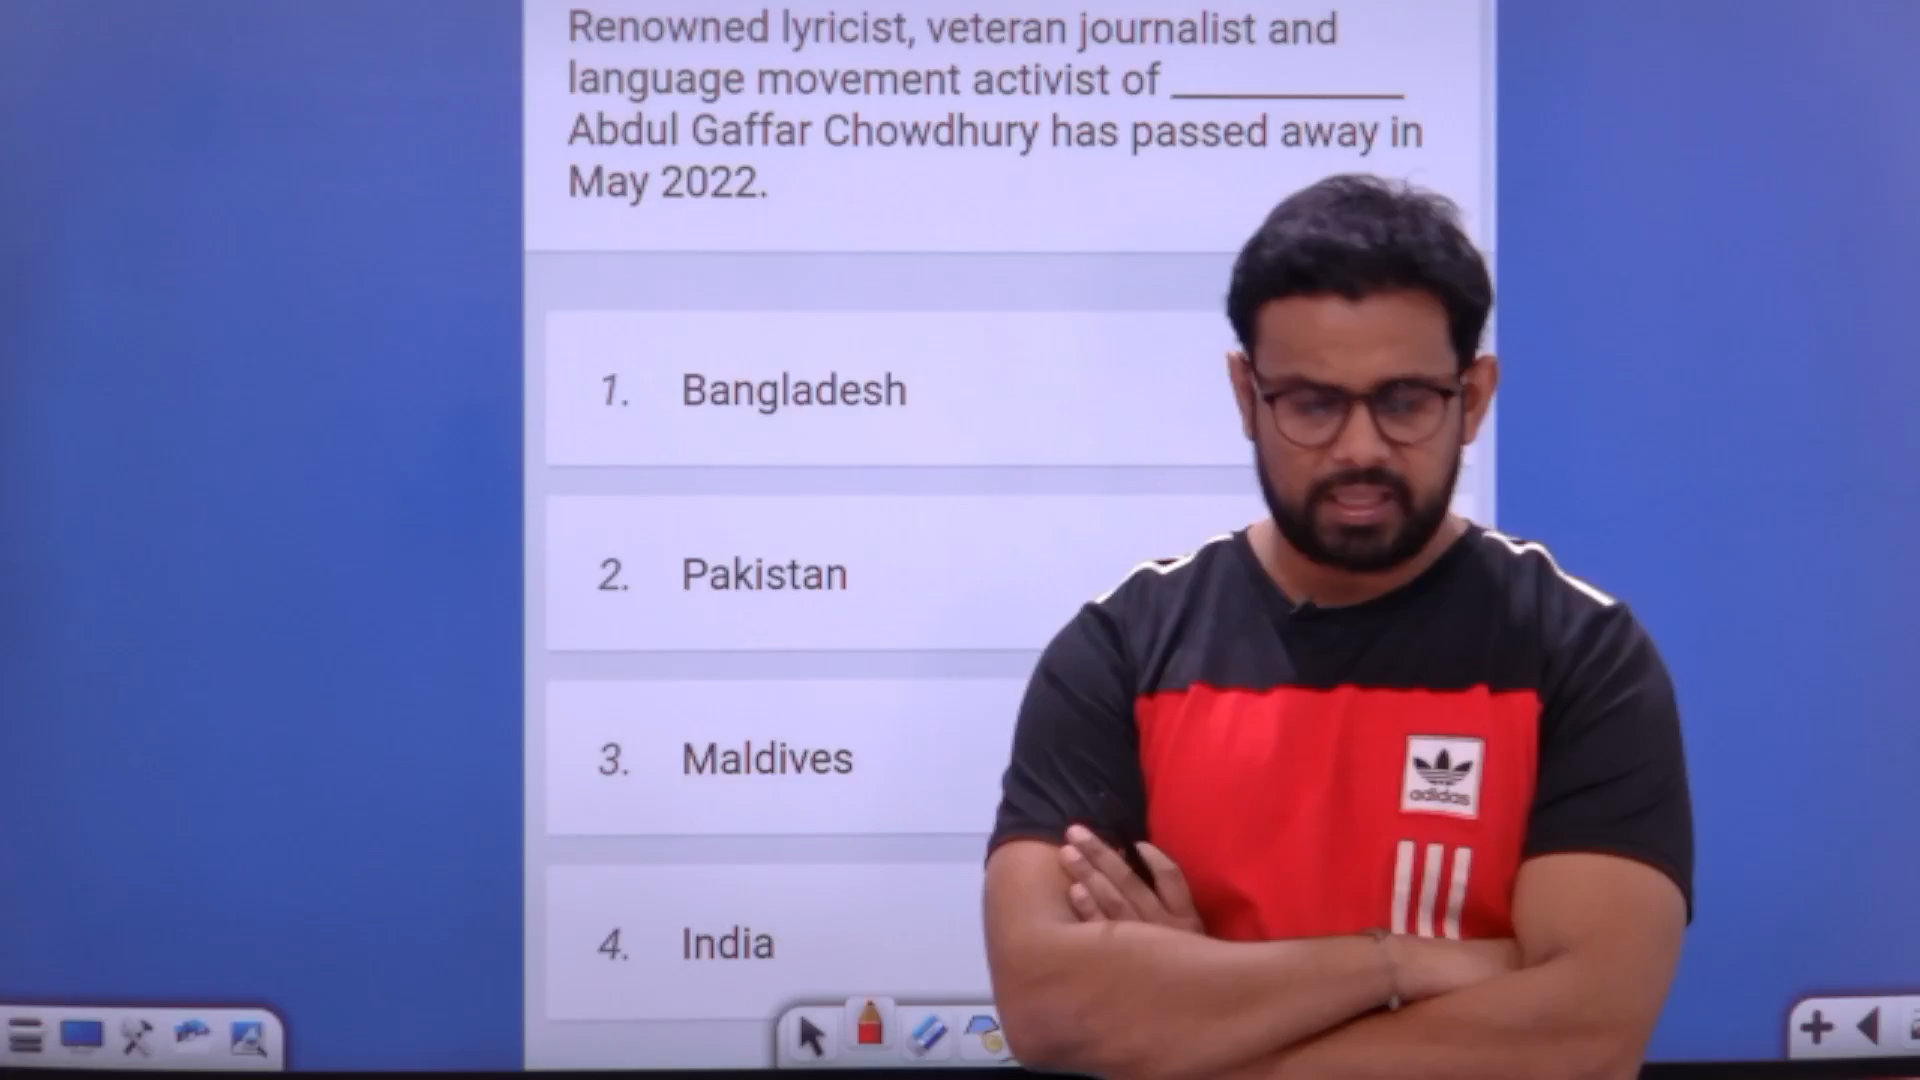 Renowned lyricist, veteran journalist and
language movement activist of __________
Abdul Gaffar Chowdhury has passed away in
May 2022.
1. Bangladesh
2. Pakistan
3. Maldives
4. India
adidas